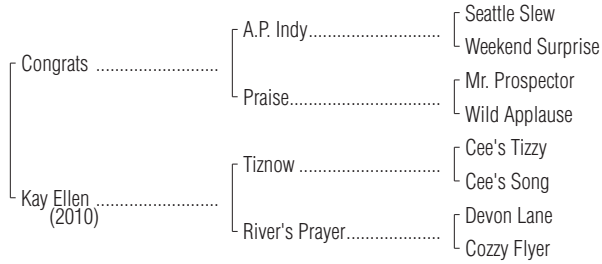 Seattle Slew
A.P. Indy
Weekend Surprise
Congrats
Mr. Prospector
Praise
Wild Applause
Cee's Tizzy
Tiznow
Cee's Song
Kay Ellen
(2010)
Devon Lane
River's Prayer
Cozzy Flyer